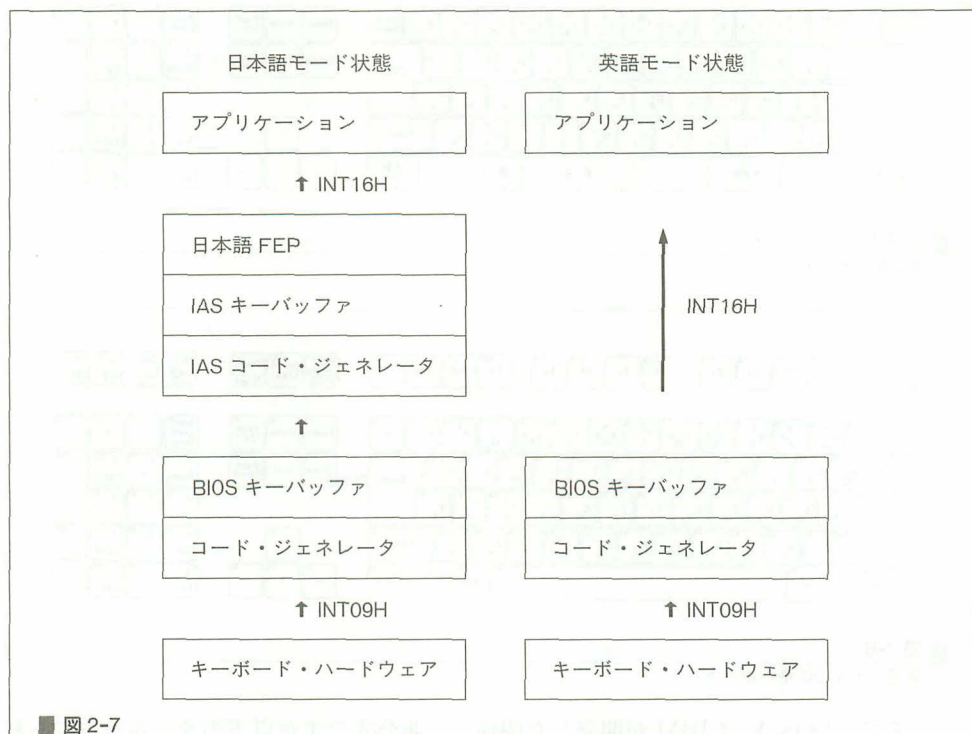 日本語モード状態
アプリケーション
↑ INT16H
日本語 FEP
IAS キーバッファ
IAS コード・ジェネレータ
↑
BIOS キーバッファ
コード・ジェネレータ
↑ INT09H
キーボード・ハードウェア
英語モード状態
アプリケーション
INT16H
BIOS キーバッファ
コード・ジェネレータ
↑ INT09H
キーボード・ハードウェア
図 2-7